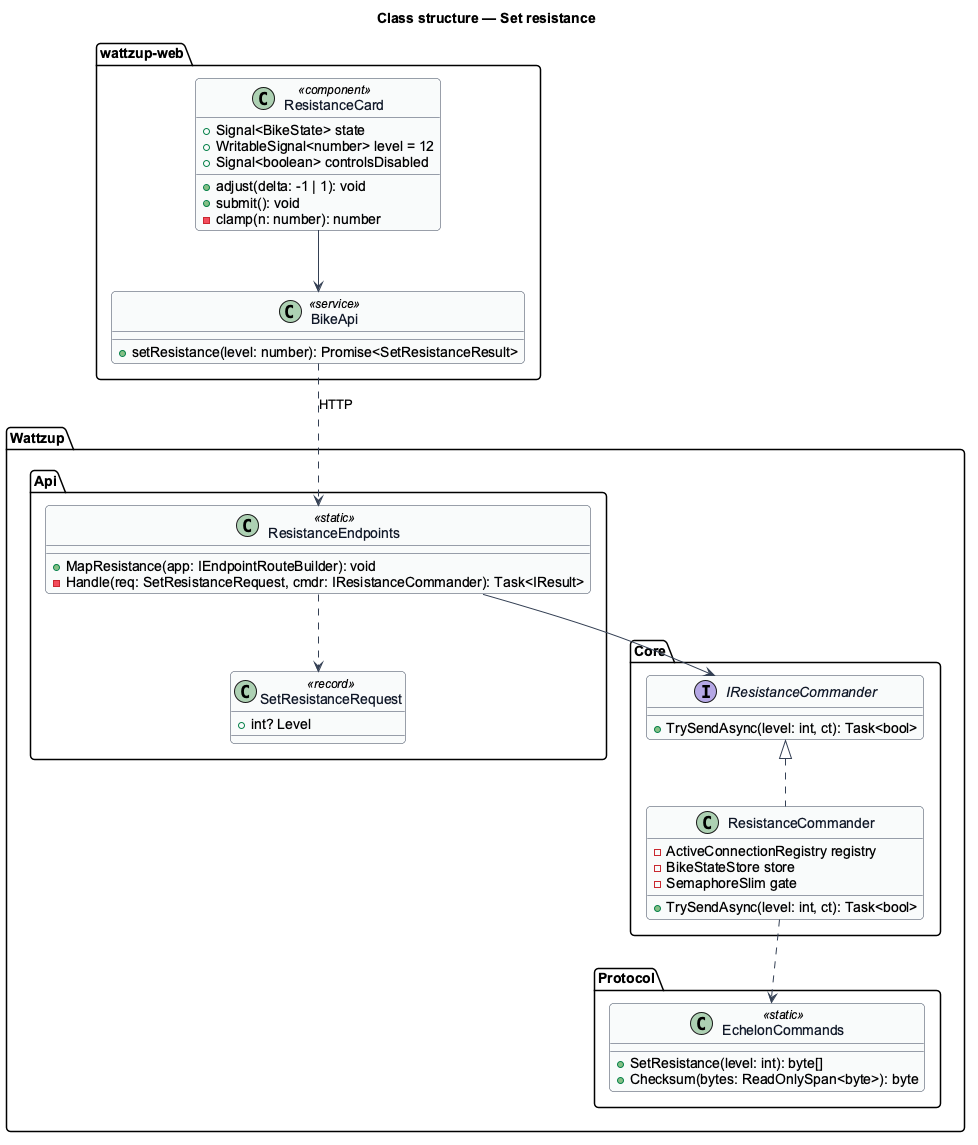 Class structure — Set resistance
wattzup-web
C
«component»
ResistanceCard
Signal<BikeState> state
WritableSignal<number> level = 12
Signal<boolean> controlsDisabled
adjust(delta: -1 | 1): void
submit(): void
clamp(n: number): number
C
«service»
BikeApi
setResistance(level: number): Promise<SetResistanceResult>
HTTP
Wattzup
Api
C
«static»
ResistanceEndpoints
MapResistance(app: IEndpointRouteBuilder): void
Handle(req: SetResistanceRequest, cmdr: IResistanceCommander): Task<IResult>
C
«record»
SetResistanceRequest
int? Level
Core
I
IResistanceCommander
TrySendAsync(level: int, ct): Task<bool>
C
ResistanceCommander
ActiveConnectionRegistry registry
BikeStateStore store
SemaphoreSlim gate
TrySendAsync(level: int, ct): Task<bool>
Protocol
C
«static»
EchelonCommands
SetResistance(level: int): byte[]
Checksum(bytes: ReadOnlySpan<byte>): byte